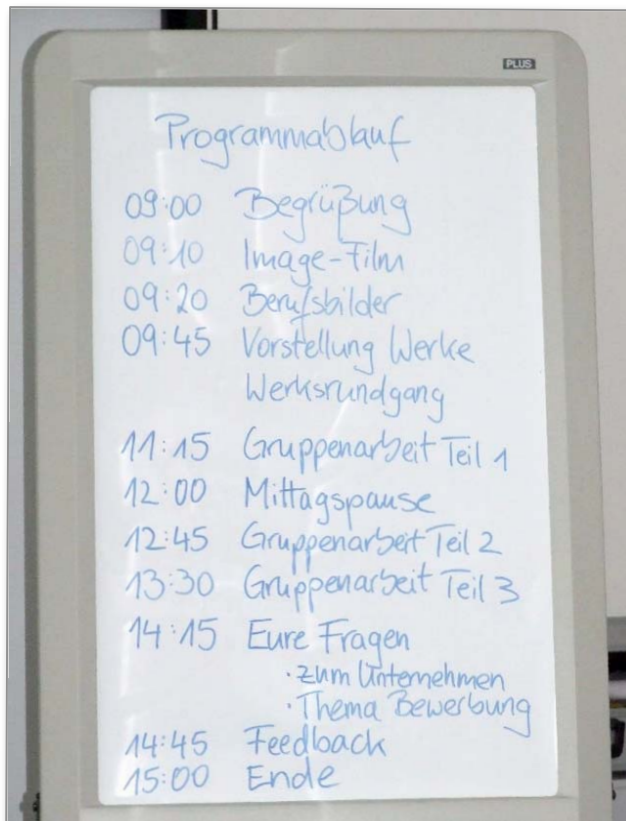 PLUS
Programmablauf
09:00 Begrüßung
09:10 Image-Film
09:20 Berufsbilder
09:45 Vorstellung Werke
Werksrundgang
11:15 Gruppenarbeit Teil 1
12:00 Mittagspause
12:45 Gruppenarbeit Teil 2
13:30 Gruppenarbeit Teil 3
14:15 Eure Fragen
· zum Unternehmen
· Thema Bewerbung
14:45 Feedback
15:00 Ende